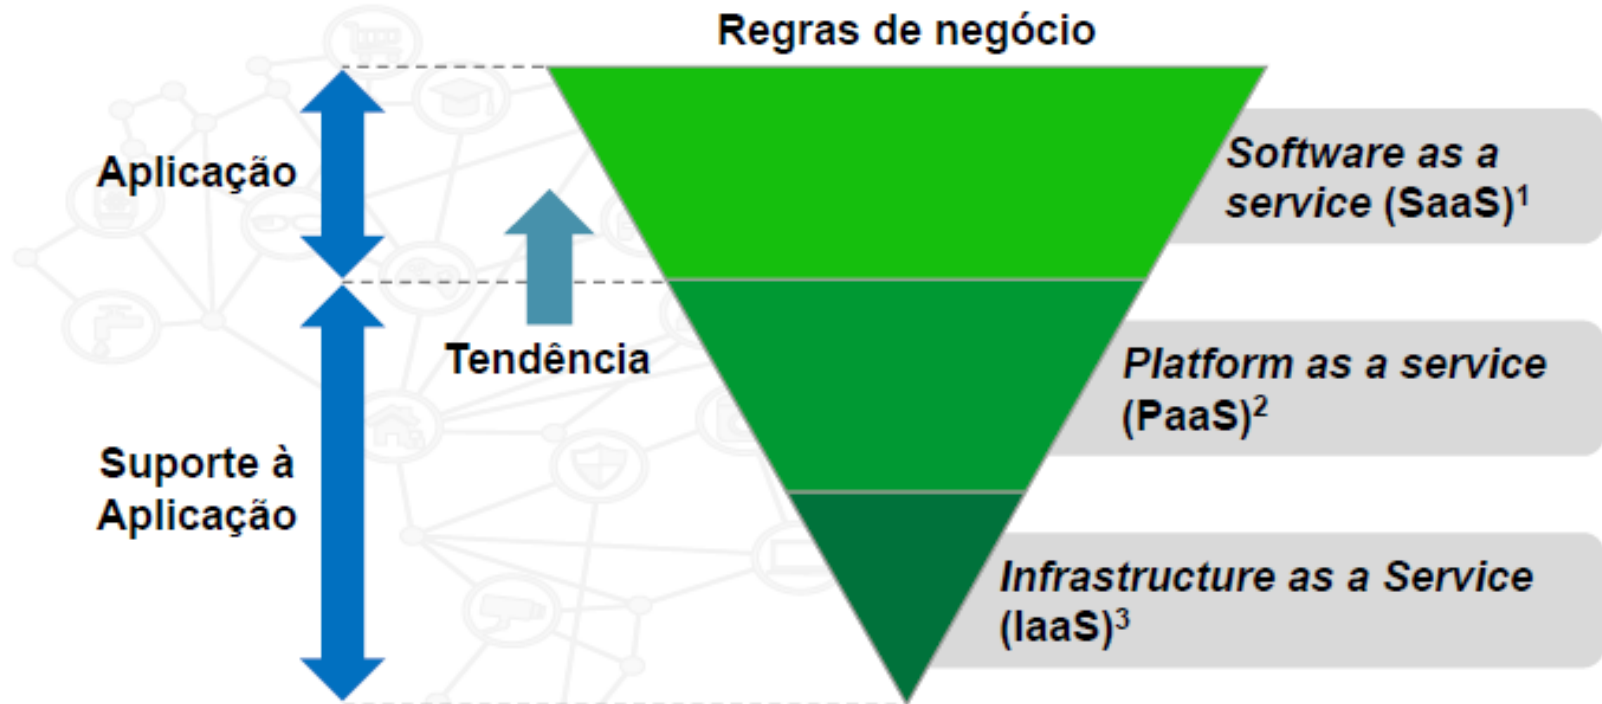 Regras de negócio
Aplicação
Software as a
service (SaaS)¹
Tendência
Platform as a service
(PaaS)²
Suporte à
Aplicação
Infrastructure as a Service
(IaaS)³